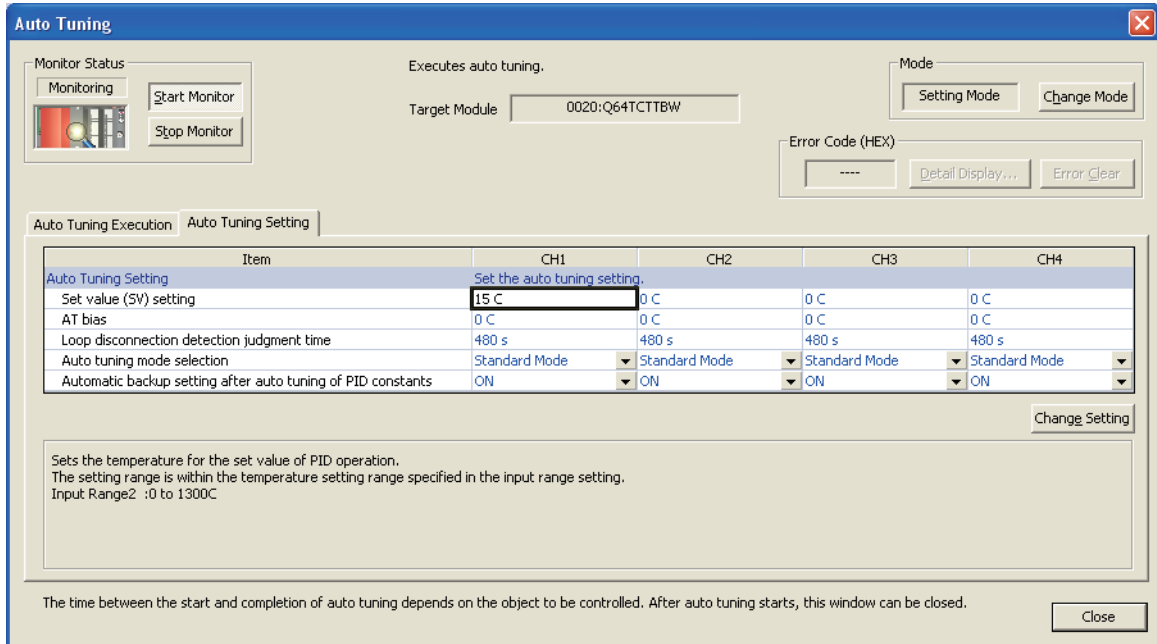 Auto Tuning
Monitor Status
Monitoring
Start Monitor
Stop Monitor
Executes auto tuning.
Target Module 0020:Q64TCTTBW
Mode
Setting Mode Change Mode
Error Code (HEX)
---- Detail Display... Error Clear
Auto Tuning Execution Auto Tuning Setting
Item CH1 CH2 CH3 CH4
Auto Tuning Setting Set the auto tuning setting.
Set value (SV) setting 15 C 0 C 0 C 0 C
AT bias 0 C 0 C 0 C 0 C
Loop disconnection detection judgment time 480 s 480 s 480 s 480 s
Auto tuning mode selection Standard Mode Standard Mode Standard Mode Standard Mode
Automatic backup setting after auto tuning of PID constants ON ON ON ON
Change Setting
Sets the temperature for the set value of PID operation.
The setting range is within the temperature setting range specified in the input range setting.
Input Range2 :0 to 1300C
The time between the start and completion of auto tuning depends on the object to be controlled. After auto tuning starts, this window can be closed.
Close